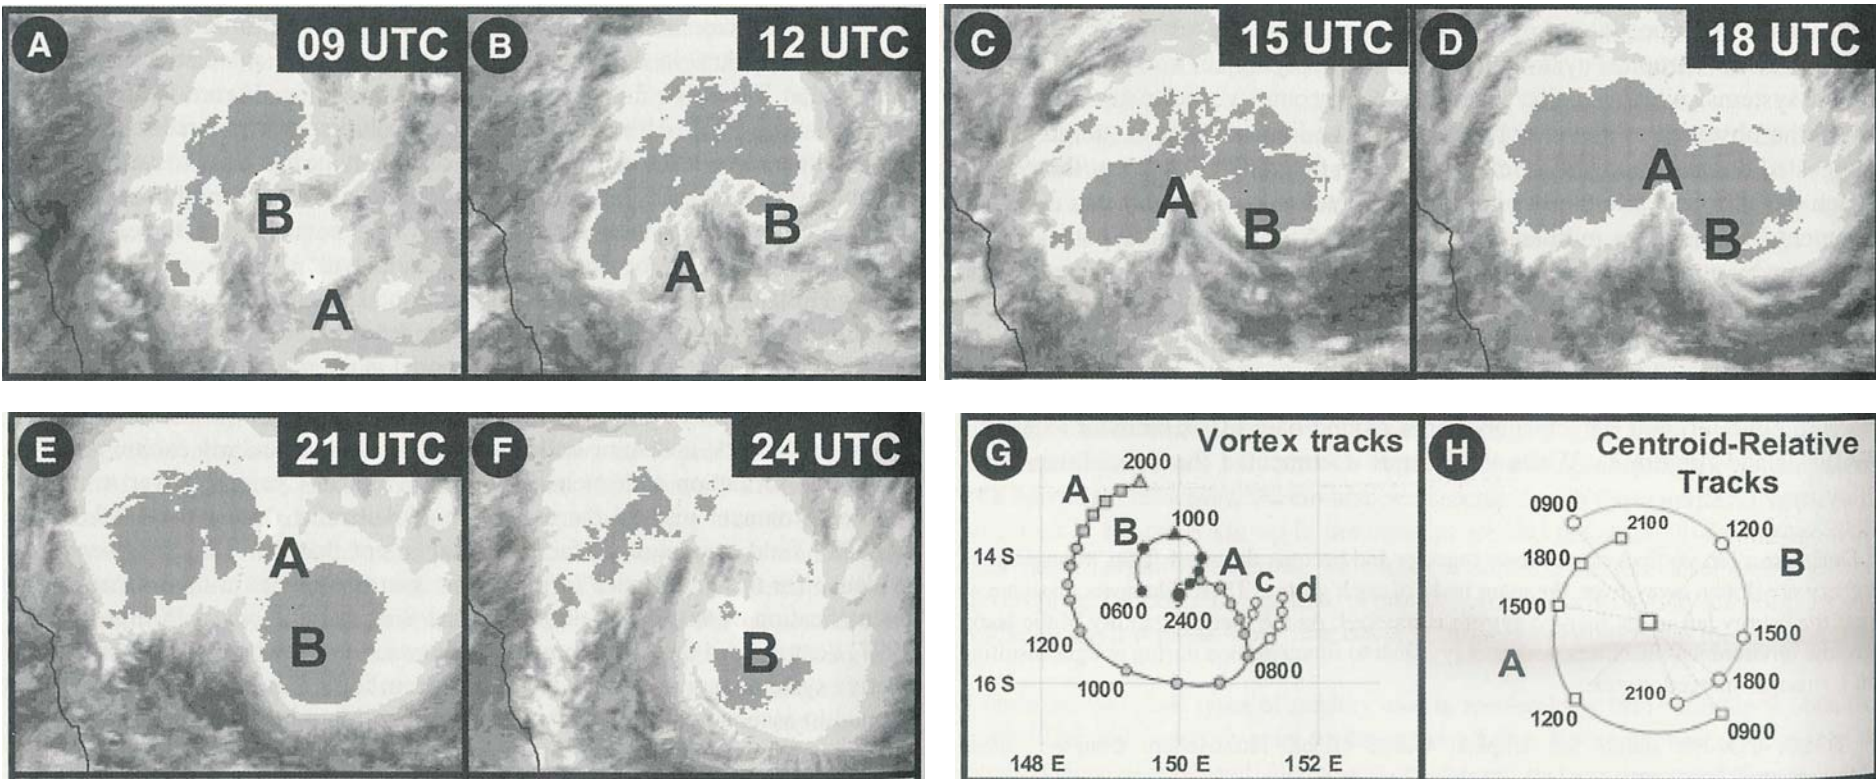 A
09 UTC
B
A
B
12 UTC
B
A
C
15 UTC
A
B
D
18 UTC
A
B
E
21 UTC
A
B
F
24 UTC
B
G
Vortex tracks
2000
A
1000
B
14 S
A
c
d
0600
2400
1200
0800
1000
16 S
148 E
150 E
152 E
H
Centroid-Relative
Tracks
0900
2100
1200
1800
B
1500
1500
A
1800
2100
1200
0900